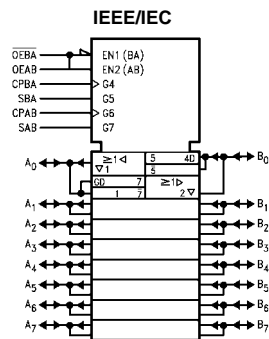 IEEE/IEC
OEBA EN1 (BA)
OEAB EN2 (AB)
CPBA G4
SBA G5
CPAB G6
SAB G7
A0 ≥1 5 4D B0
▽1 5
GD 7 ≥1
1 7 2▽
A1 B1
A2 B2
A3 B3
A4 B4
A5 B5
A6 B6
A7 B7